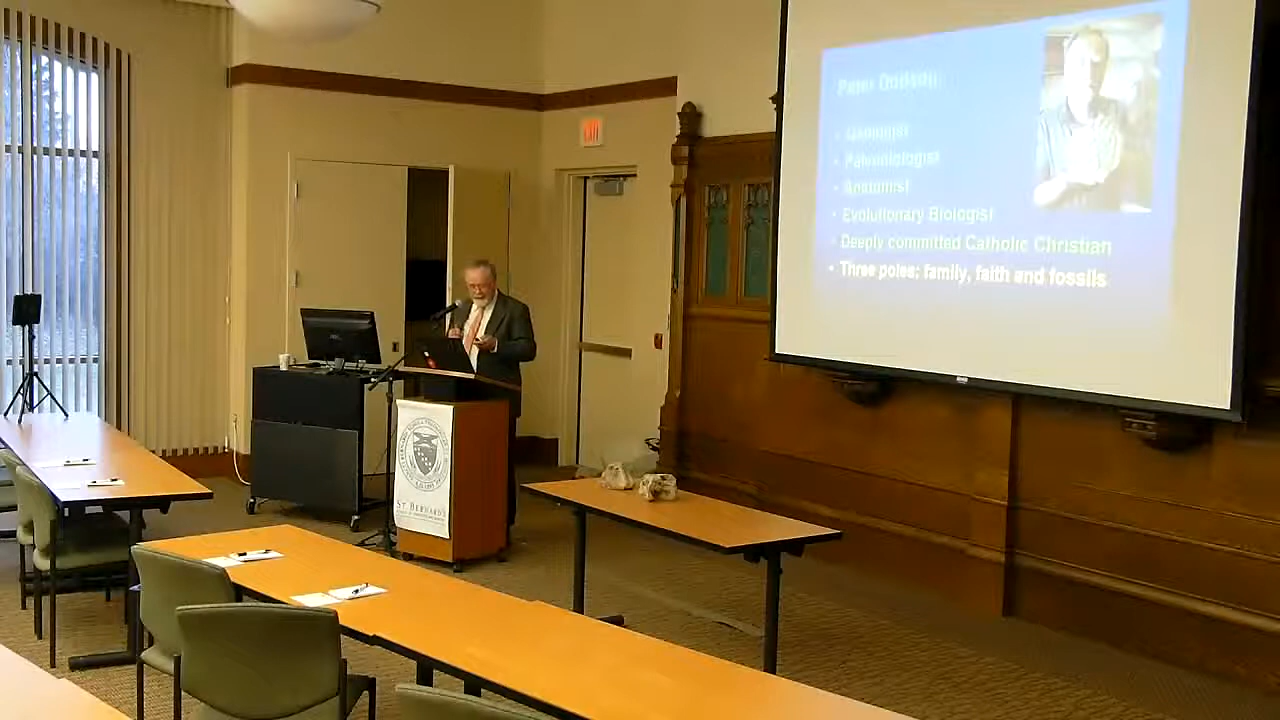 Peter Dodson:
• Geologist
• Paleontologist
• Anatomist
• Evolutionary Biologist
• Deeply committed Catholic Christian
• Three poles: family, faith and fossils
EXIT
ST. BERNARD'S